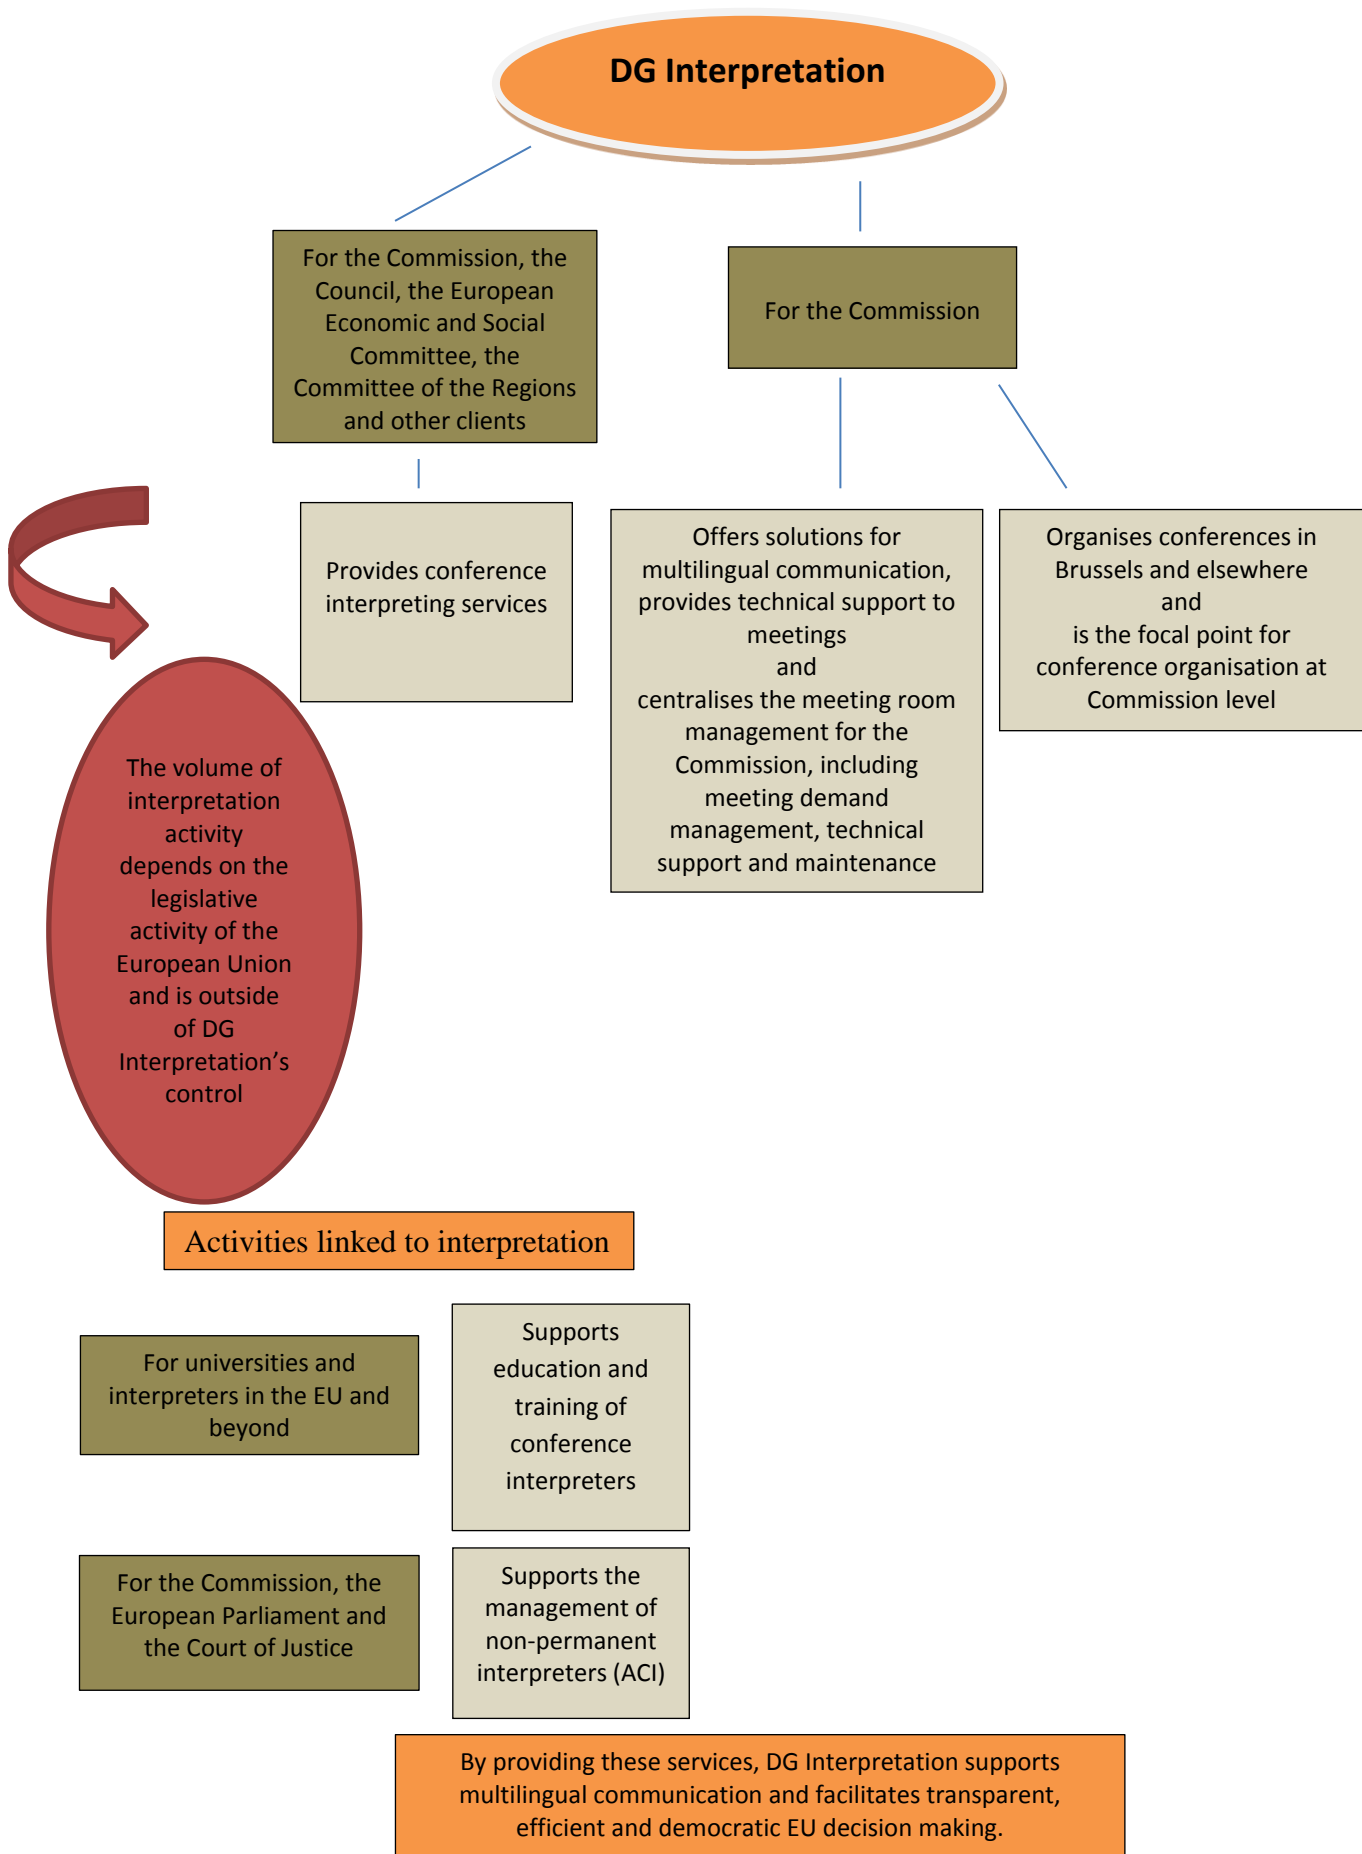 DG Interpretation
For the Commission, the
Council, the European
Economic and Social
Committee, the
Committee of the Regions
and other clients
For the Commission
Provides conference
interpreting services
Offers solutions for
multilingual communication,
provides technical support to
meetings
and
centralises the meeting room
management for the
Commission, including
meeting demand
management, technical
support and maintenance
Organises conferences in
Brussels and elsewhere
and
is the focal point for
conference organisation at
Commission level
The volume of
interpretation
activity
depends on the
legislative
activity of the
European Union
and is outside
of DG
Interpretation’s
control
Activities linked to interpretation
For universities and
interpreters in the EU and
beyond
Supports
education and
training of
conference
interpreters
For the Commission, the
European Parliament and
the Court of Justice
Supports the
management of
non-permanent
interpreters (ACI)
By providing these services, DG Interpretation supports
multilingual communication and facilitates transparent,
efficient and democratic EU decision making.